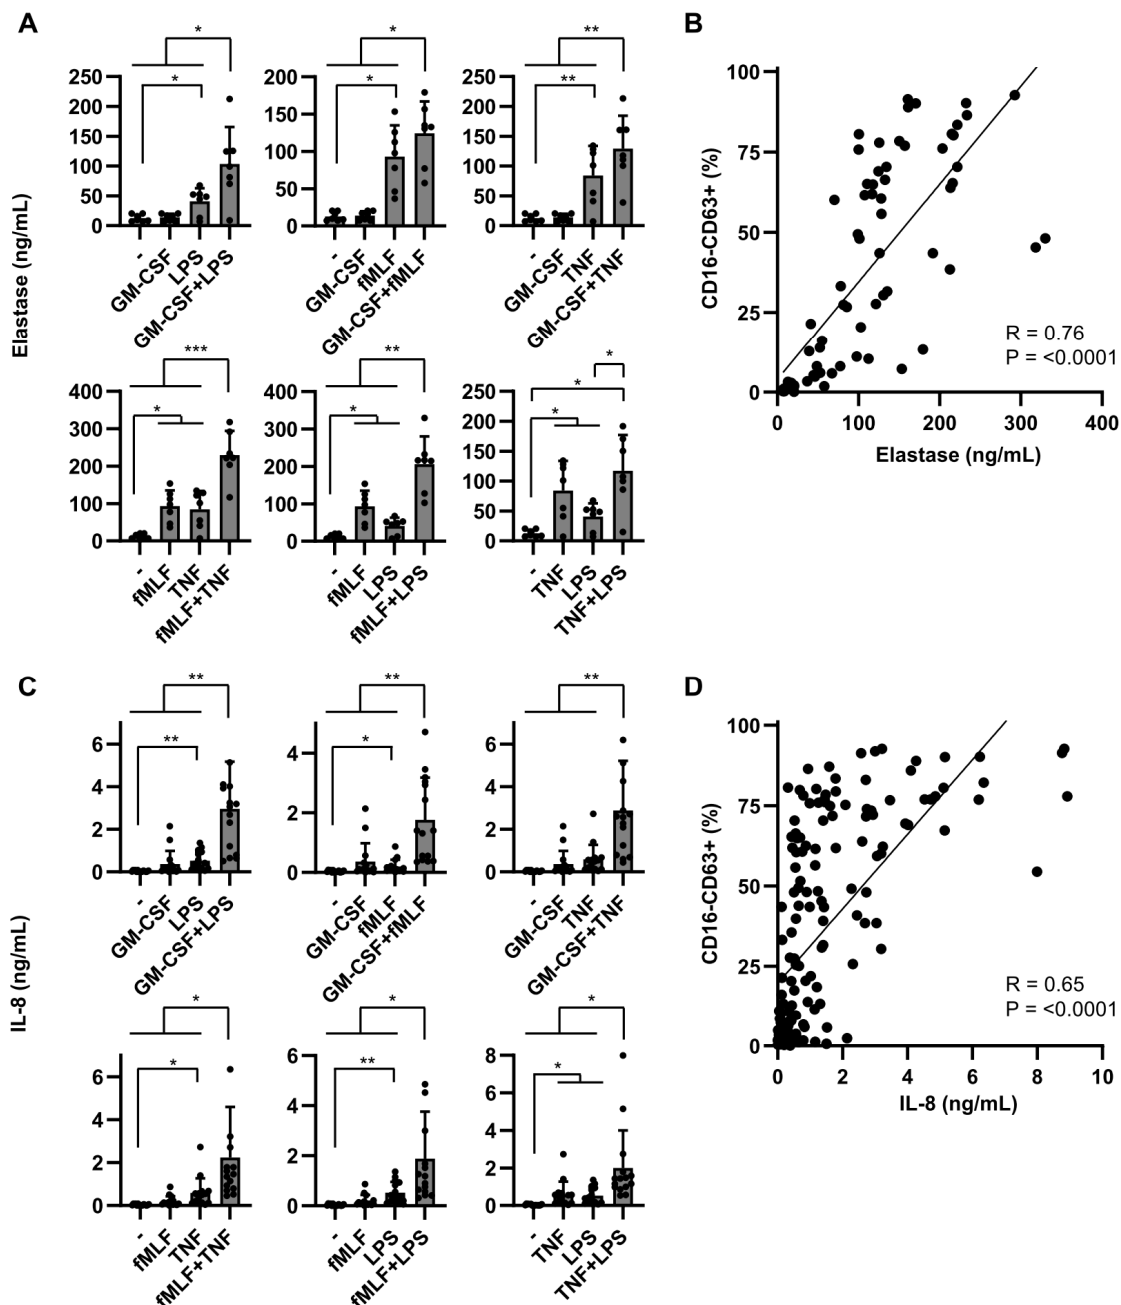 A
Elastase (ng/mL)
*
*
250
200
150
100
50
0
-
GM-CSF
LPS
GM-CSF+LPS
*
*
200
150
100
50
0
-
GM-CSF
fMLF
GM-CSF+fMLF
**
**
250
200
150
100
50
0
-
GM-CSF
TNF
GM-CSF+TNF
***
*
400
300
200
100
0
-
fMLF
TNF
fMLF+TNF
**
*
400
300
200
100
0
-
fMLF
LPS
fMLF+LPS
*
*
*
250
200
150
100
50
0
-
TNF
LPS
TNF+LPS
B
CD16-CD63+ (%)
100
75
50
25
0
R = 0.76
P = <0.0001
0 100 200 300 400
Elastase (ng/mL)
C
IL-8 (ng/mL)
**
**
6
4
2
0
-
GM-CSF
LPS
GM-CSF+LPS
**
*
4
2
0
-
GM-CSF
fMLF
GM-CSF+fMLF
**
6
4
2
0
-
GM-CSF
TNF
GM-CSF+TNF
*
*
6
4
2
0
-
fMLF
TNF
fMLF+TNF
*
**
6
4
2
0
-
fMLF
LPS
fMLF+LPS
*
*
8
6
4
2
0
-
TNF
LPS
TNF+LPS
D
CD16-CD63+ (%)
100
75
50
25
0
R = 0.65
P = <0.0001
0 2 4 6 8 10
IL-8 (ng/mL)